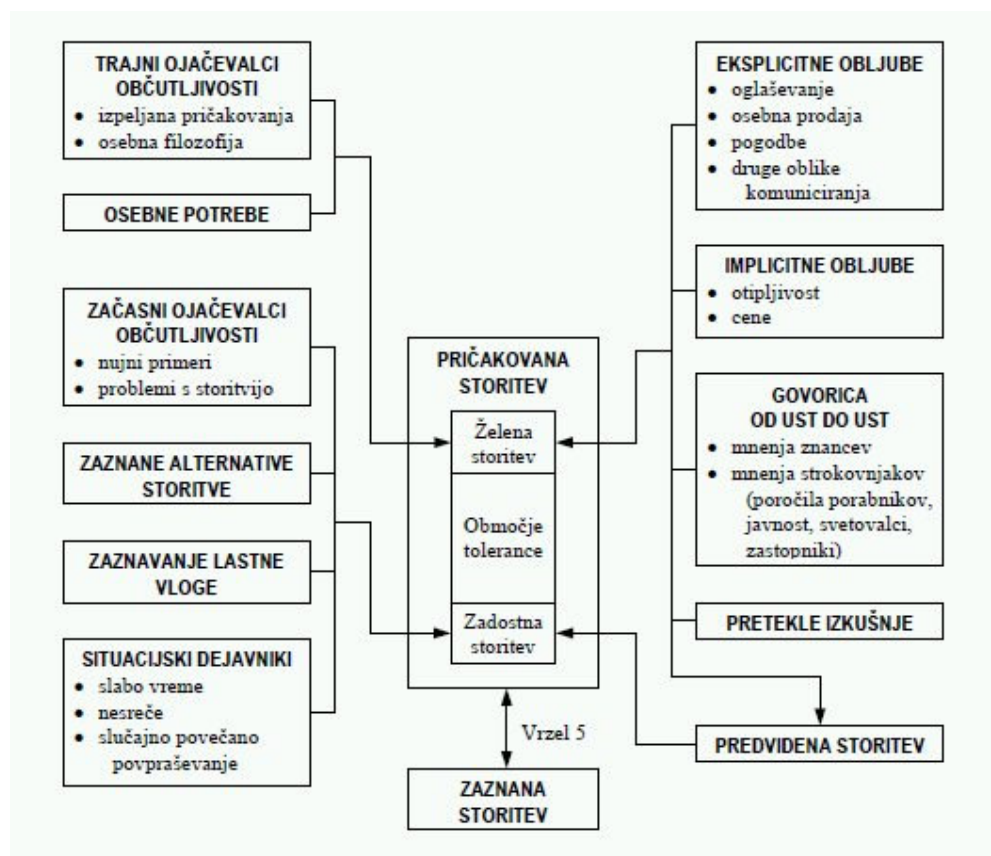 TRAJNI OJAČEVALCI
OBČUTLJIVOSTI
• izpeljana pričakovanja
• osebna filozofija
OSEBNE POTREBE
ZAČASNI OJAČEVALCI
OBČUTLJIVOSTI
• nujni primeri
• problemi s storitvijo
ZAZNANE ALTERNATIVE
STORITVE
ZAZNAVANJE LASTNE
VLOGE
SITUACIJSKI DEJAVNIKI
• slabo vreme
• nesreče
• slučajno povečano
povpraševanje
PRIČAKOVANA
STORITEV
Želena
storitev
Območje
tolerance
Zadostna
storitev
Vrzel 5
ZAZNANA
STORITEV
EKSPLICITNE OBLJUBE
• oglaševanje
• osebna prodaja
• pogodbe
• druge oblike
komuniciranja
IMPLICITNE OBLJUBE
• otipljivost
• cene
GOVORICA
OD UST DO UST
• mnenja znancev
• mnenja strokovnjakov
(poročila porabnikov,
javnost, svetovalci,
zastopniki)
PRETEKLE IZKUŠNJE
PREDVIDENA STORITEV